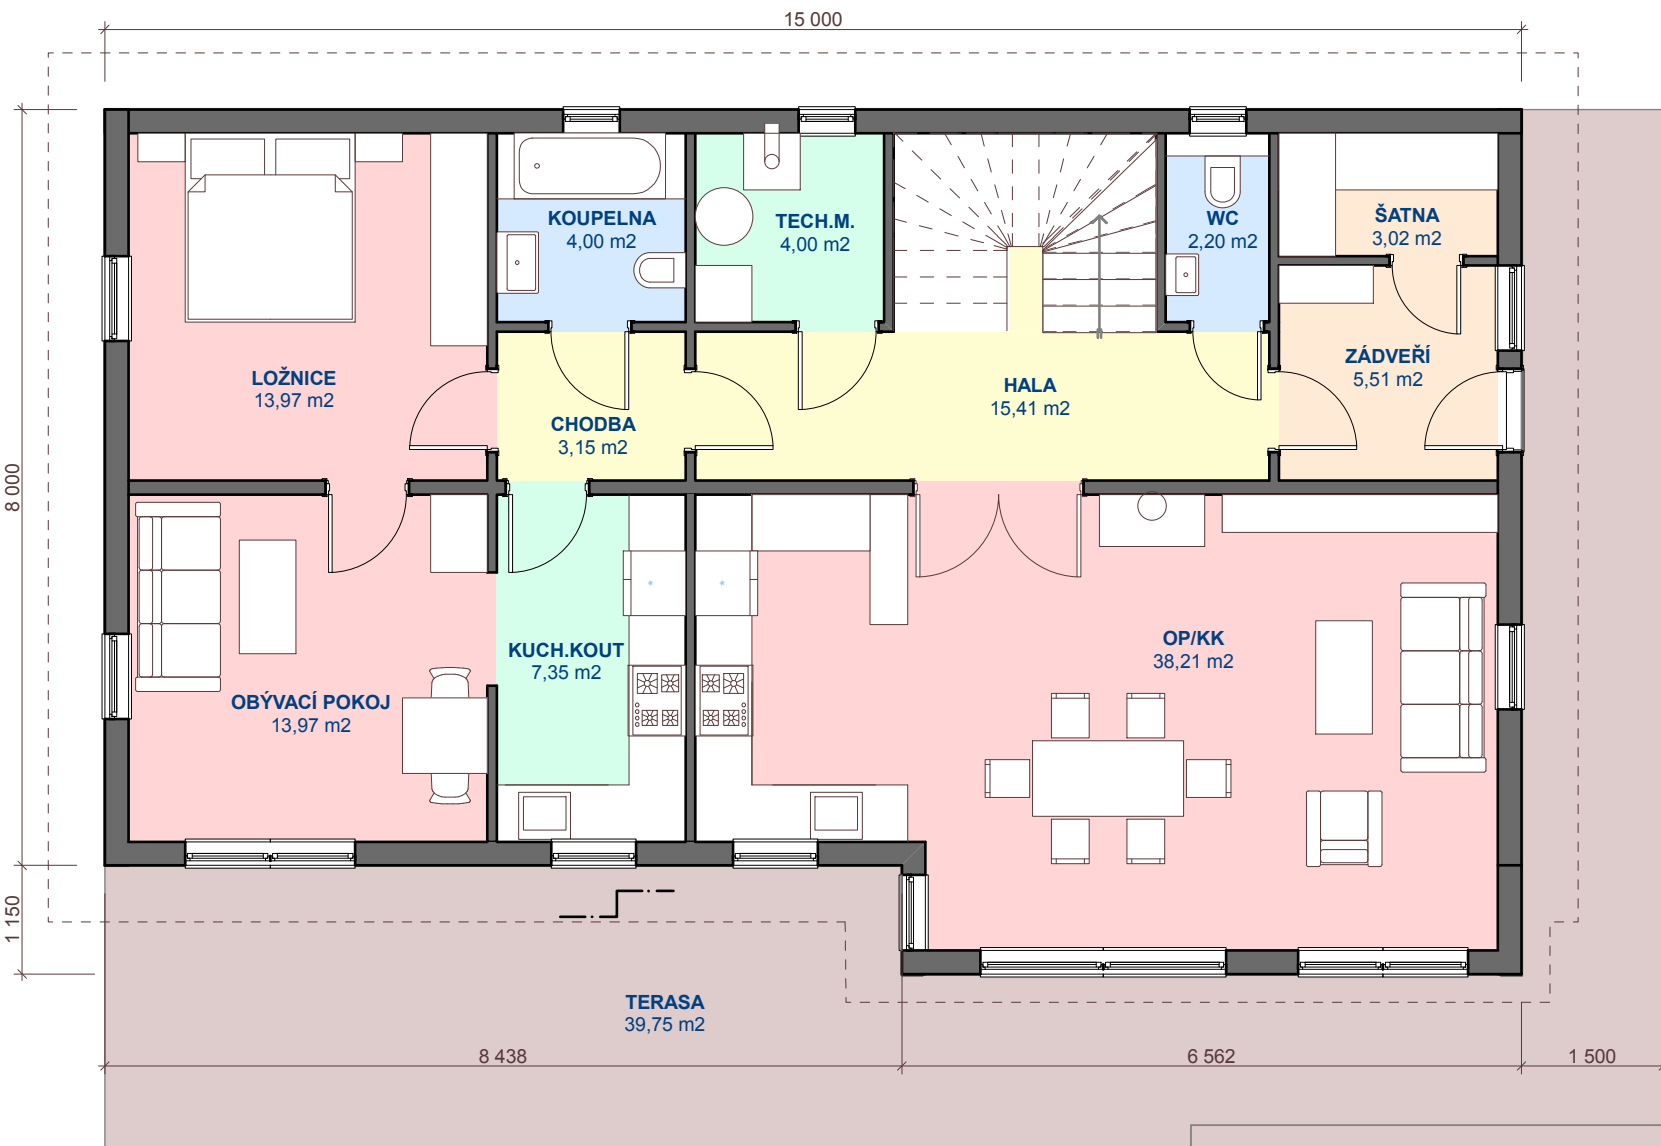 15 000
KOUPELNA
4,00 m2
TECH.M.
4,00 m2
WC
2,20 m2
ŠATNA
3,02 m2
LOŽNICE
13,97 m2
CHODBA
3,15 m2
HALA
15,41 m2
ZÁDVEŘÍ
5,51 m2
8 000
OBÝVACÍ POKOJ
13,97 m2
KUCH.KOUT
7,35 m2
OP/KK
38,21 m2
1 150
TERASA
39,75 m2
8 438
6 562
1 500